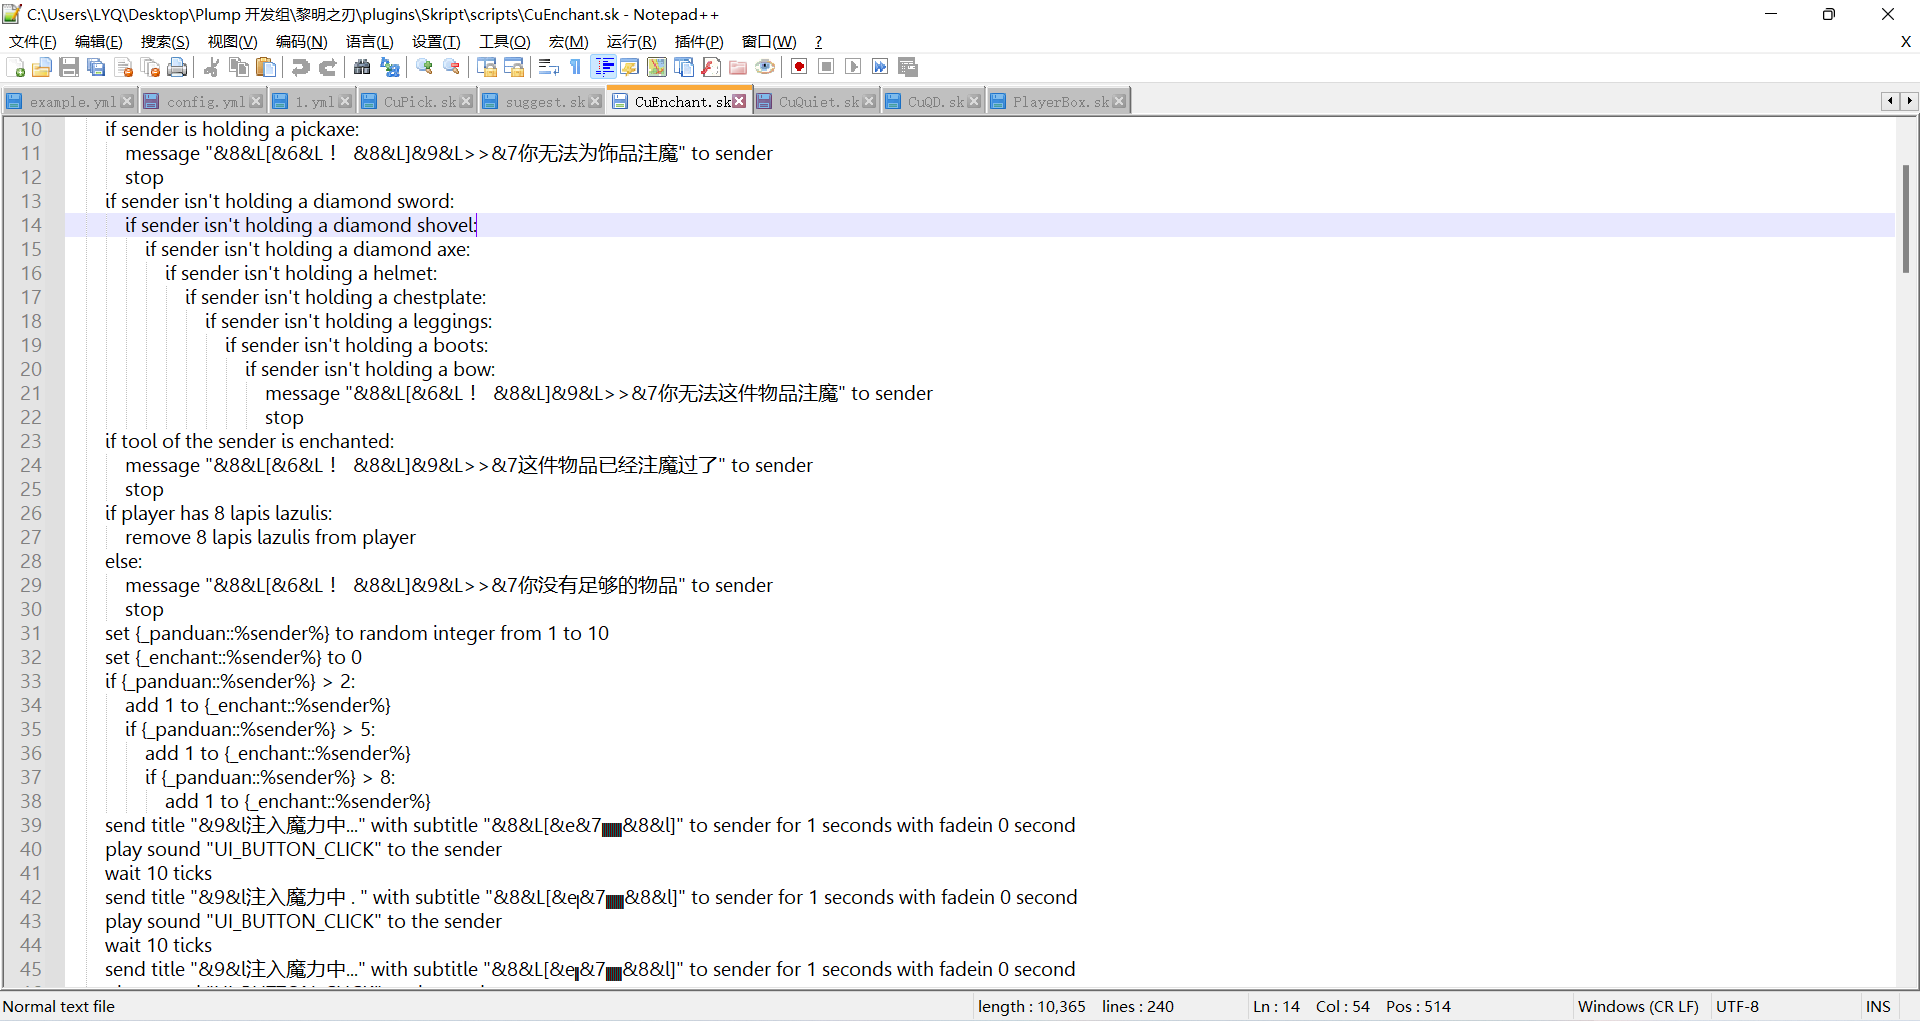 C:\Users\LYQ\Desktop\Plump 开发组\黎明之刃\plugins\Skript\scripts\CuEnchant.sk - Notepad++
文件(F) 编辑(E) 搜索(S) 视图(V) 编码(N) 语言(L) 设置(T) 工具(O) 宏(M) 运行(R) 插件(P) 窗口(W) ? X
example.yml config.yml 1.yml CuPick.sk suggest.sk CuEnchant.sk CuQuiet.sk CuQD.sk PlayerBox.sk
10 if sender is holding a pickaxe:
11 message "&8&L[&6&L！ &8&L]&9&L>>&7你无法为饰品注魔" to sender
12 stop
13 if sender isn't holding a diamond sword:
14 if sender isn't holding a diamond shovel:
15 if sender isn't holding a diamond axe:
16 if sender isn't holding a helmet:
17 if sender isn't holding a chestplate:
18 if sender isn't holding a leggings:
19 if sender isn't holding a boots:
20 if sender isn't holding a bow:
21 message "&8&L[&6&L！ &8&L]&9&L>>&7你无法这件物品注魔" to sender
22 stop
23 if tool of the sender is enchanted:
24 message "&8&L[&6&L！ &8&L]&9&L>>&7这件物品已经注魔过了" to sender
25 stop
26 if player has 8 lapis lazulis:
27 remove 8 lapis lazulis from player
28 else:
29 message "&8&L[&6&L！ &8&L]&9&L>>&7你没有足够的物品" to sender
30 stop
31 set {_panduan::%sender%} to random integer from 1 to 10
32 set {_enchant::%sender%} to 0
33 if {_panduan::%sender%} > 2:
34 add 1 to {_enchant::%sender%}
35 if {_panduan::%sender%} > 5:
36 add 1 to {_enchant::%sender%}
37 if {_panduan::%sender%} > 8:
38 add 1 to {_enchant::%sender%}
39 send title "&9&l注入魔力中..." with subtitle "&8&L[&e&7&8&l]" to sender for 1 seconds with fadein 0 second
40 play sound "UI_BUTTON_CLICK" to the sender
41 wait 10 ticks
42 send title "&9&l注入魔力中 . " with subtitle "&8&L[&e&7&8&l]" to sender for 1 seconds with fadein 0 second
43 play sound "UI_BUTTON_CLICK" to the sender
44 wait 10 ticks
45 send title "&9&l注入魔力中..." with subtitle "&8&L[&e&7&8&l]" to sender for 1 seconds with fadein 0 second
Normal text file length : 10,365 lines : 240 Ln : 14 Col : 54 Pos : 514 Windows (CR LF) UTF-8 INS